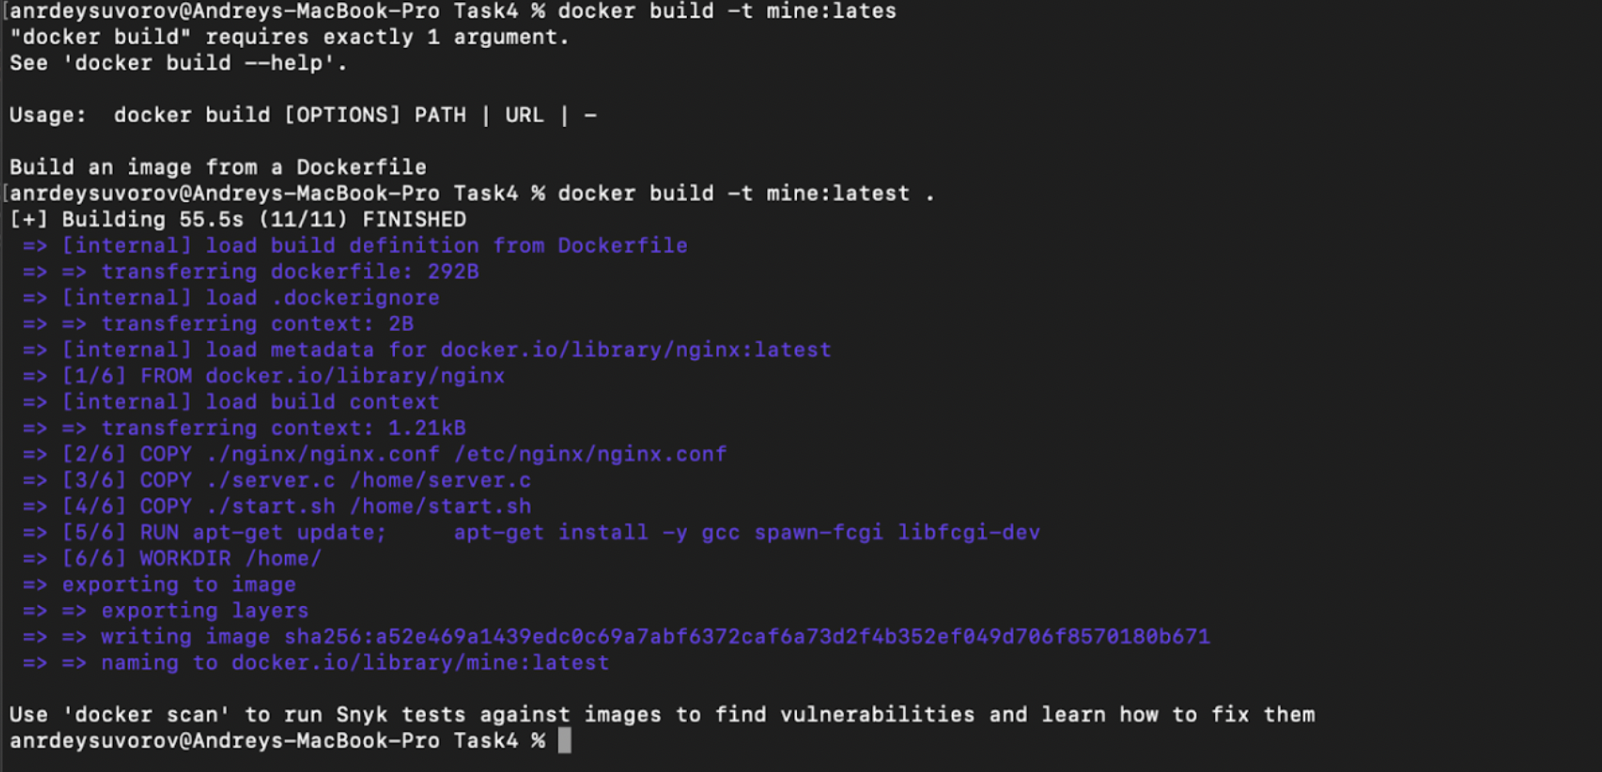 [anrdeysuvorov@Andreys-MacBook-Pro Task4 % docker build -t mine:lates
"docker build" requires exactly 1 argument.
See 'docker build --help'.
Usage:  docker build [OPTIONS] PATH | URL | -
Build an image from a Dockerfile
[anrdeysuvorov@Andreys-MacBook-Pro Task4 % docker build -t mine:latest .
[+] Building 55.5s (11/11) FINISHED
=> [internal] load build definition from Dockerfile
=> => transferring dockerfile: 292B
=> [internal] load .dockerignore
=> => transferring context: 2B
=> [internal] load metadata for docker.io/library/nginx:latest
=> [1/6] FROM docker.io/library/nginx
=> [internal] load build context
=> => transferring context: 1.21kB
=> [2/6] COPY ./nginx/nginx.conf /etc/nginx/nginx.conf
=> [3/6] COPY ./server.c /home/server.c
=> [4/6] COPY ./start.sh /home/start.sh
=> [5/6] RUN apt-get update;     apt-get install -y gcc spawn-fcgi libfcgi-dev
=> [6/6] WORKDIR /home/
=> exporting to image
=> => exporting layers
=> => writing image sha256:a52e469a1439edc0c69a7abf6372caf6a73d2f4b352ef049d706f8570180b671
=> => naming to docker.io/library/mine:latest
Use 'docker scan' to run Snyk tests against images to find vulnerabilities and learn how to fix them
anrdeysuvorov@Andreys-MacBook-Pro Task4 %